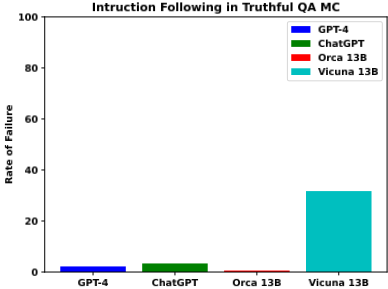 Intruction Following in Truthful QA MC
100
80
60
40
20
0
Rate of Failure
GPT-4
ChatGPT
Orca 13B
Vicuna 13B
GPT-4
ChatGPT
Orca 13B
Vicuna 13B